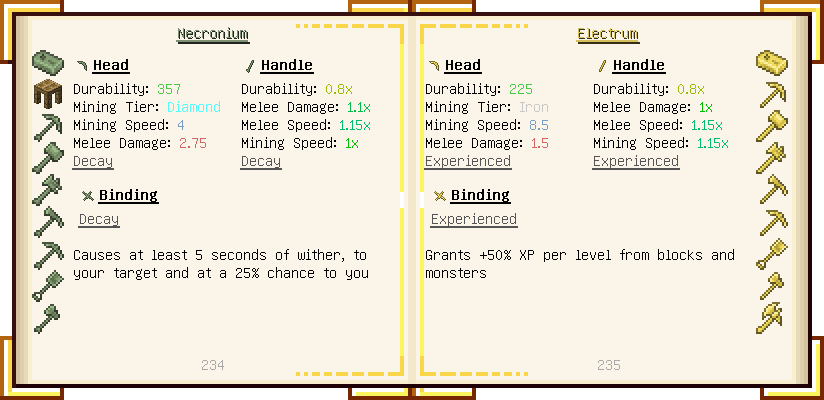 Necronium
Head
Handle
Durability: 357
Durability: 0.8x
Mining Tier: Diamond
Melee Damage: 1.1x
Mining Speed: 4
Melee Speed: 1.15x
Melee Damage: 2.75
Mining Speed: 1x
Decay
Decay
Binding
Decay
Causes at least 5 seconds of wither, to
your target and at a 25% chance to you
234
Electrum
Head
Handle
Durability: 225
Durability: 0.8x
Mining Tier: Iron
Melee Damage: 1x
Mining Speed: 8.5
Melee Speed: 1.15x
Melee Damage: 1.5
Mining Speed: 1.15x
Experienced
Experienced
Binding
Experienced
Grants +50% XP per level from blocks and
monsters
235